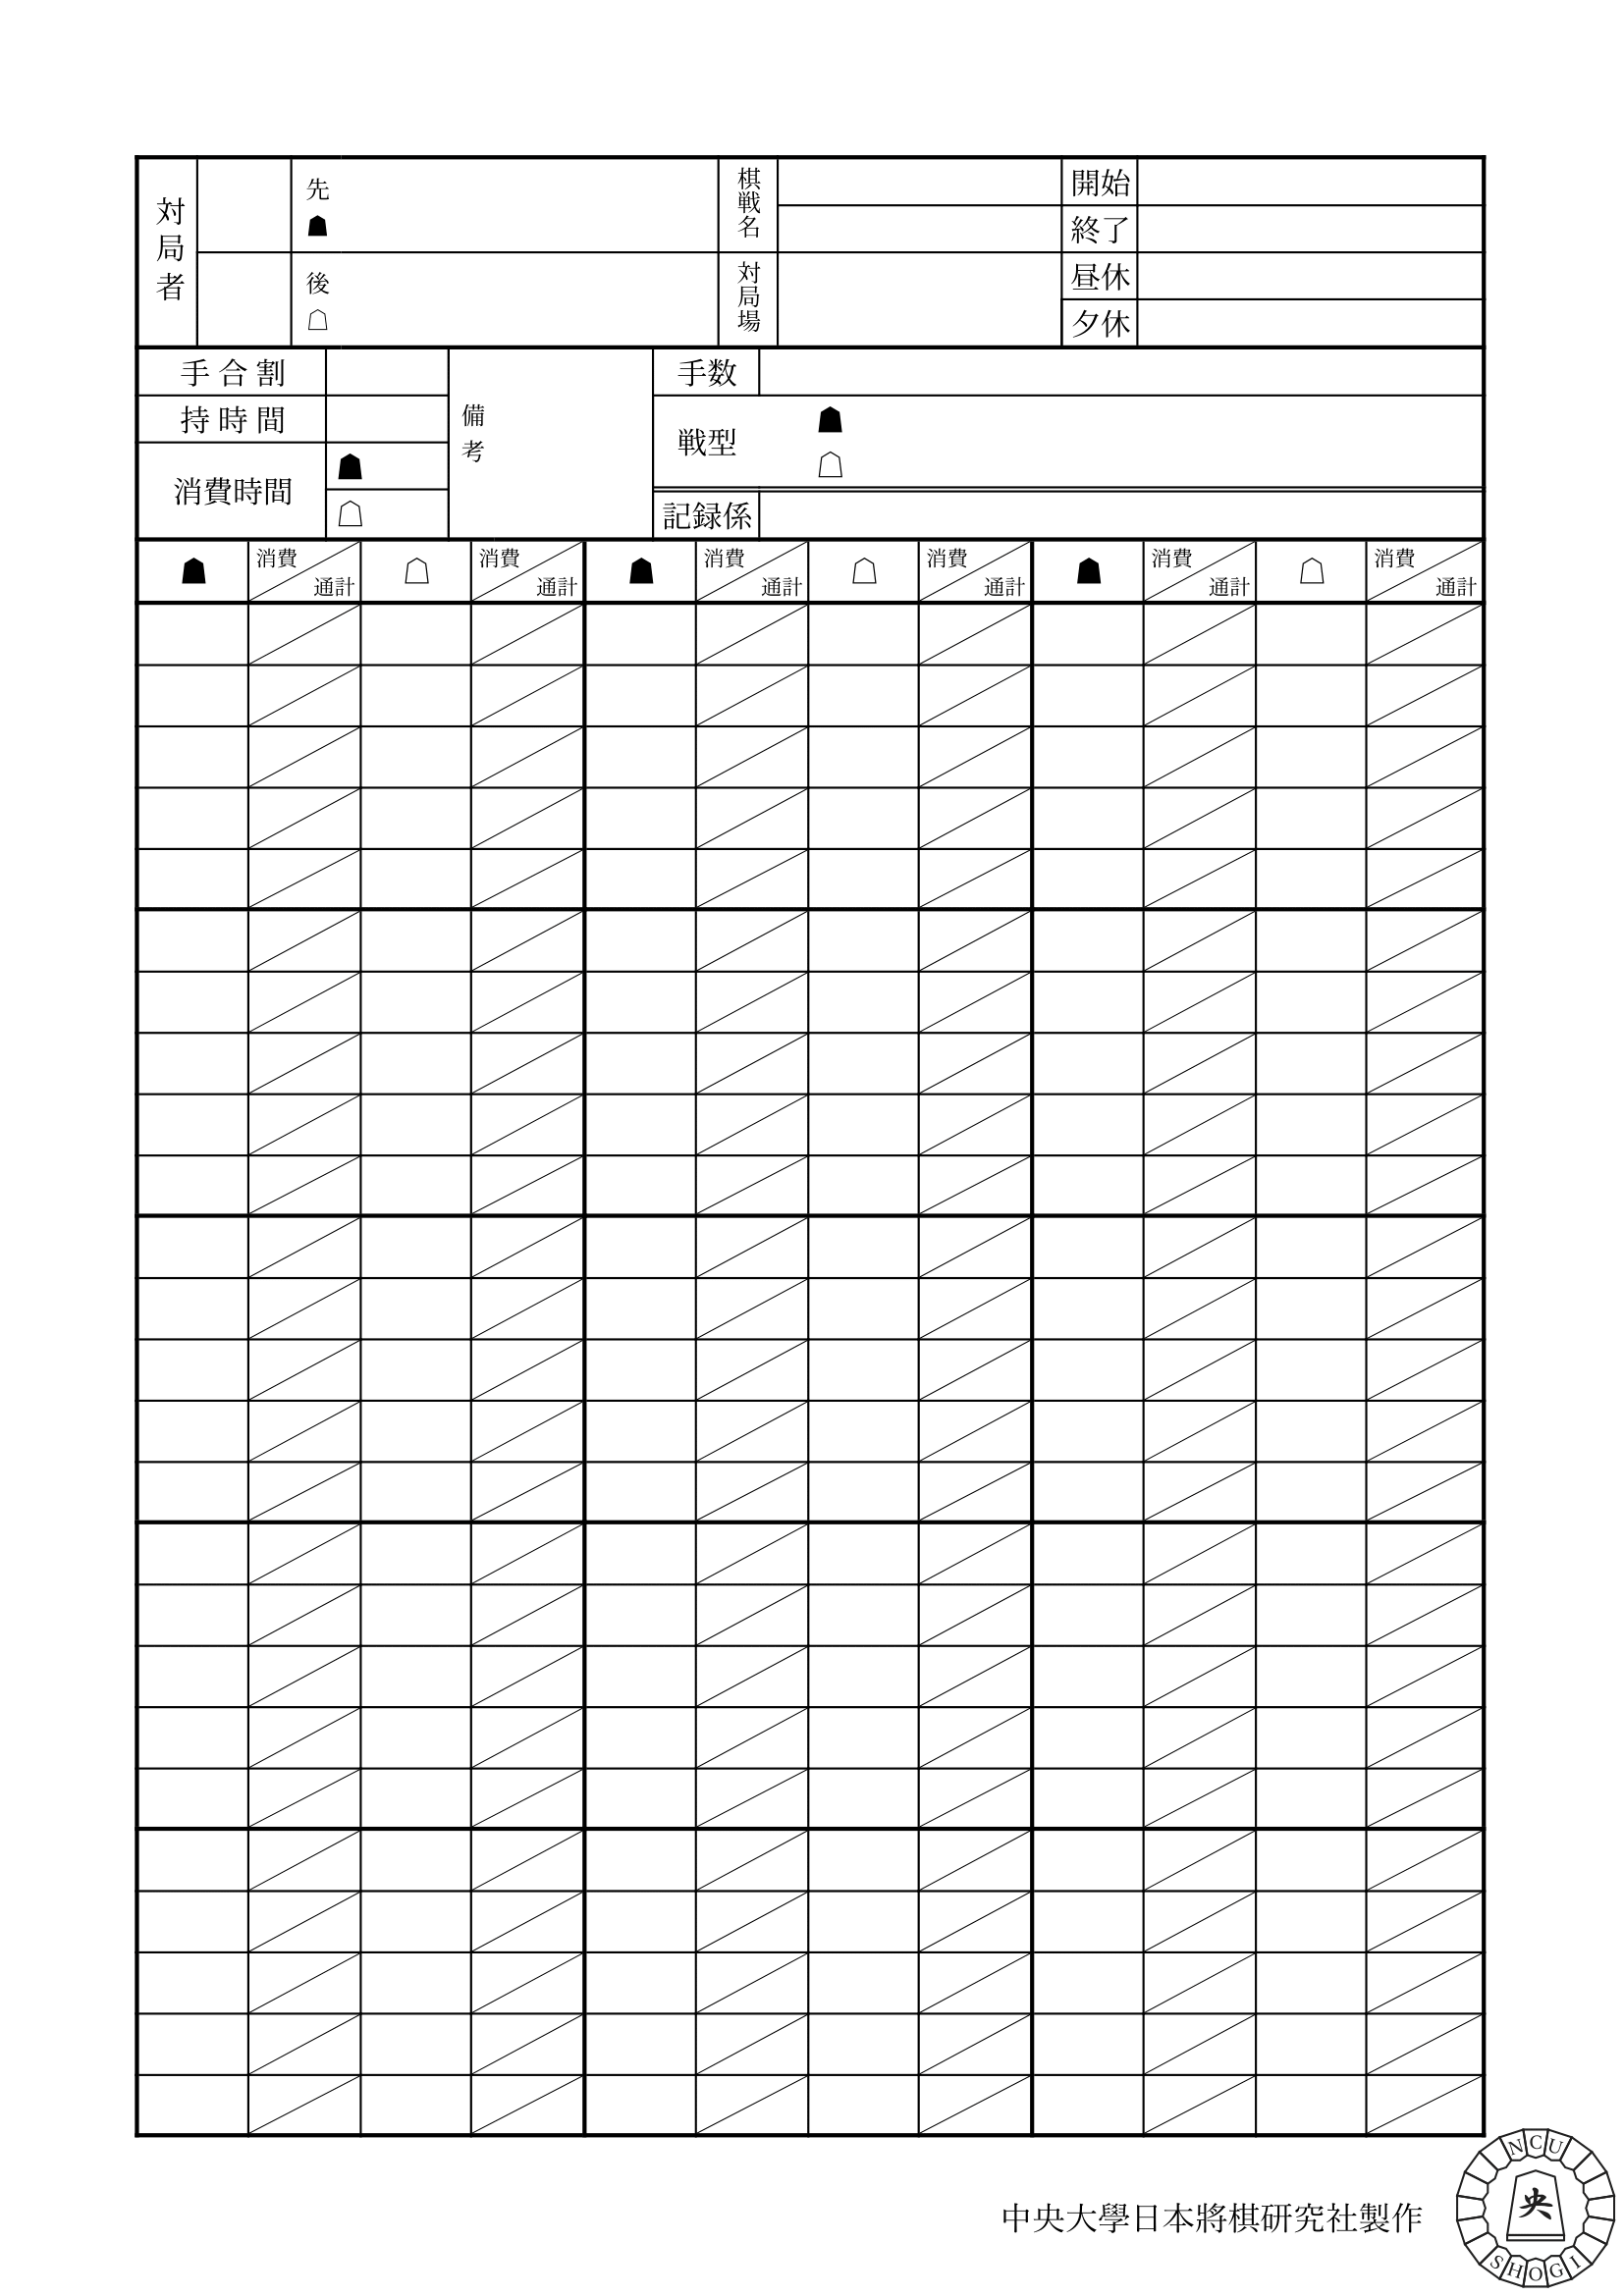 対局者
先
☗
後
☖
棋戦名
対局場
開始
終了
昼休
夕休
手合割
持時間
消費時間
☗
☖
備考
手数
戦型
☗
☖
記録係
☗ 消費 通計 ☖ 消費 通計 ☗ 消費 通計 ☖ 消費 通計 ☗ 消費 通計 ☖ 消費 通計
中央大學日本將棋研究社製作
NCU
央
SHOGI